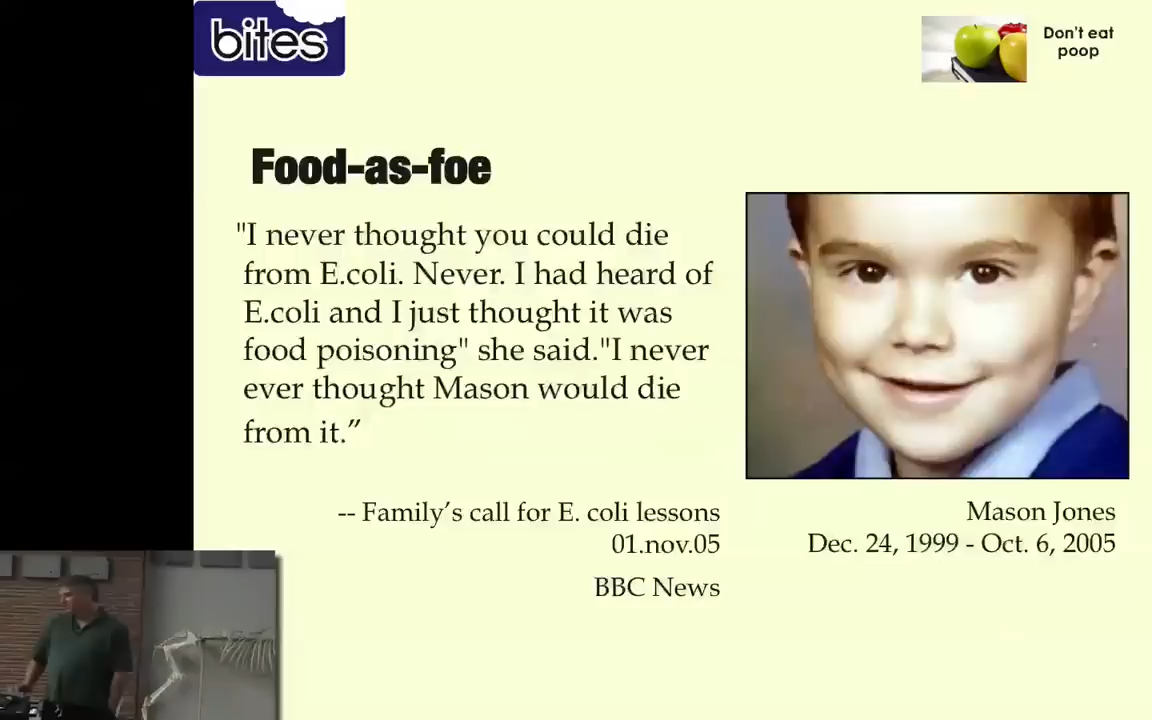 bites
Don't eat
poop
Food-as-foe
"I never thought you could die
from E.coli. Never. I had heard of
E.coli and I just thought it was
food poisoning" she said."I never
ever thought Mason would die
from it.”
-- Family’s call for E. coli lessons
01.nov.05
BBC News
Mason Jones
Dec. 24, 1999 - Oct. 6, 2005